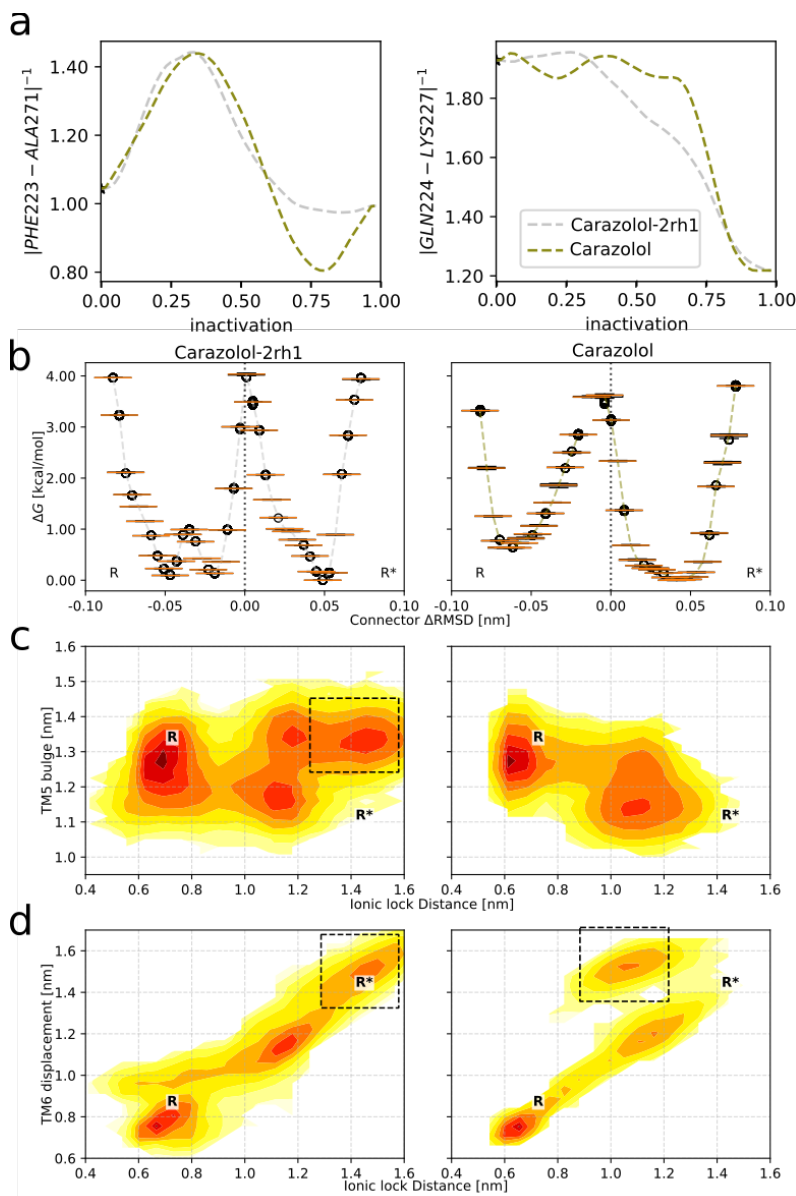 a
|PHE223 − ALA271|⁻¹
1.40
1.20
1.00
0.80
0.00 0.25 0.50 0.75 1.00
inactivation
|GLN224 − LYS227|⁻¹
1.80
1.60
1.40
1.20
Carazolol-2rh1
Carazolol
0.00 0.25 0.50 0.75 1.00
inactivation
b
Carazolol-2rh1
Carazolol
ΔG [kcal/mol]
4.00
3.00
2.00
1.00
0.00
R
R*
R
R*
-0.10 -0.05 0.00 0.05 0.10
-0.10 -0.05 0.00 0.05 0.10
Connector ΔRMSD [nm]
c
TM5 bulge [nm]
1.6
1.5
1.4
1.3
1.2
1.1
1.0
R
R*
R
R*
0.4 0.6 0.8 1.0 1.2 1.4 1.6
0.4 0.6 0.8 1.0 1.2 1.4 1.6
Ionic lock Distance [nm]
d
TM6 displacement [nm]
1.6
1.4
1.2
1.0
0.8
0.6
R*
R
R*
R
0.4 0.6 0.8 1.0 1.2 1.4 1.6
0.4 0.6 0.8 1.0 1.2 1.4 1.6
Ionic lock Distance [nm]